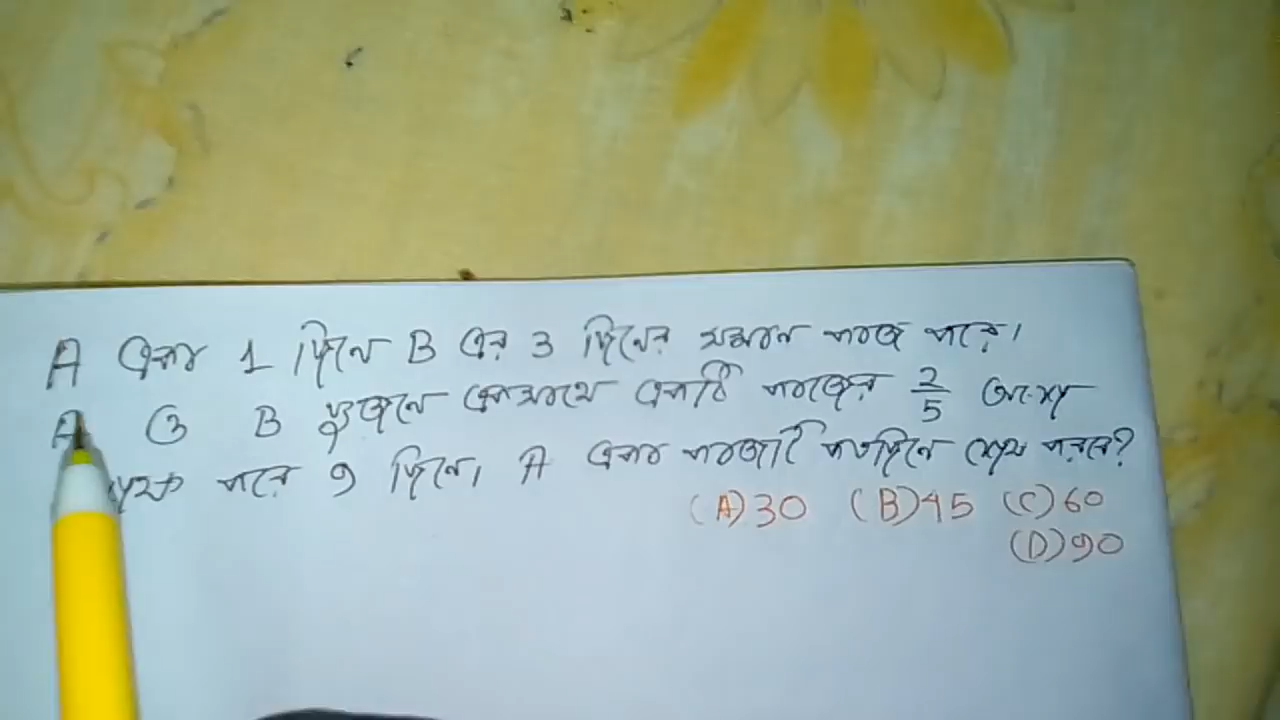 A একা 1 দিনে B এর 3 দিনের সমান কাজ করে।
A ও B দুজনে একসাথে একটি কাজের 2/5 অংশ
শেষ করে 9 দিনে। A একা কাজটি কতদিনে শেষ করবে?
(A) 30 (B) 45 (C) 60
(D) 90